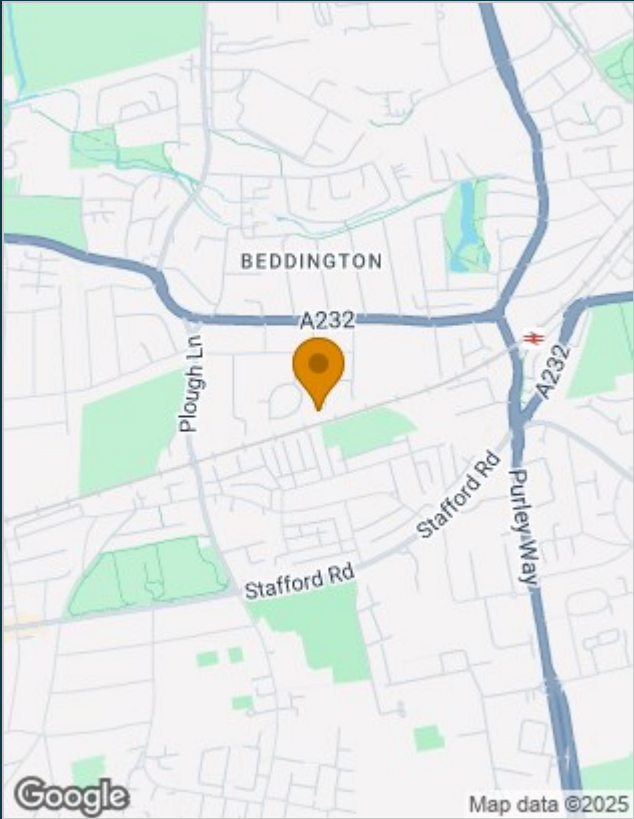 BEDDINGTON
A232
Plough Ln
A232
Stafford Rd
Purley Way
Stafford Rd
Google
Map data ©2025